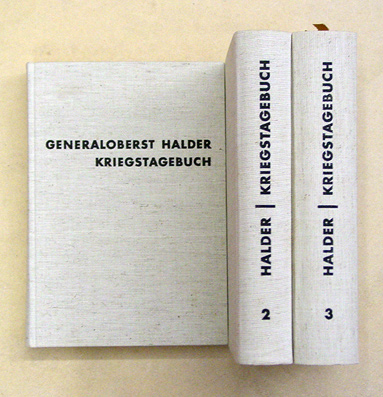 GENERALOBERST HALDER
KRIEGSTAGEBUCH
HALDER | KRIEGSTAGEBUCH
2
HALDER | KRIEGSTAGEBUCH
3